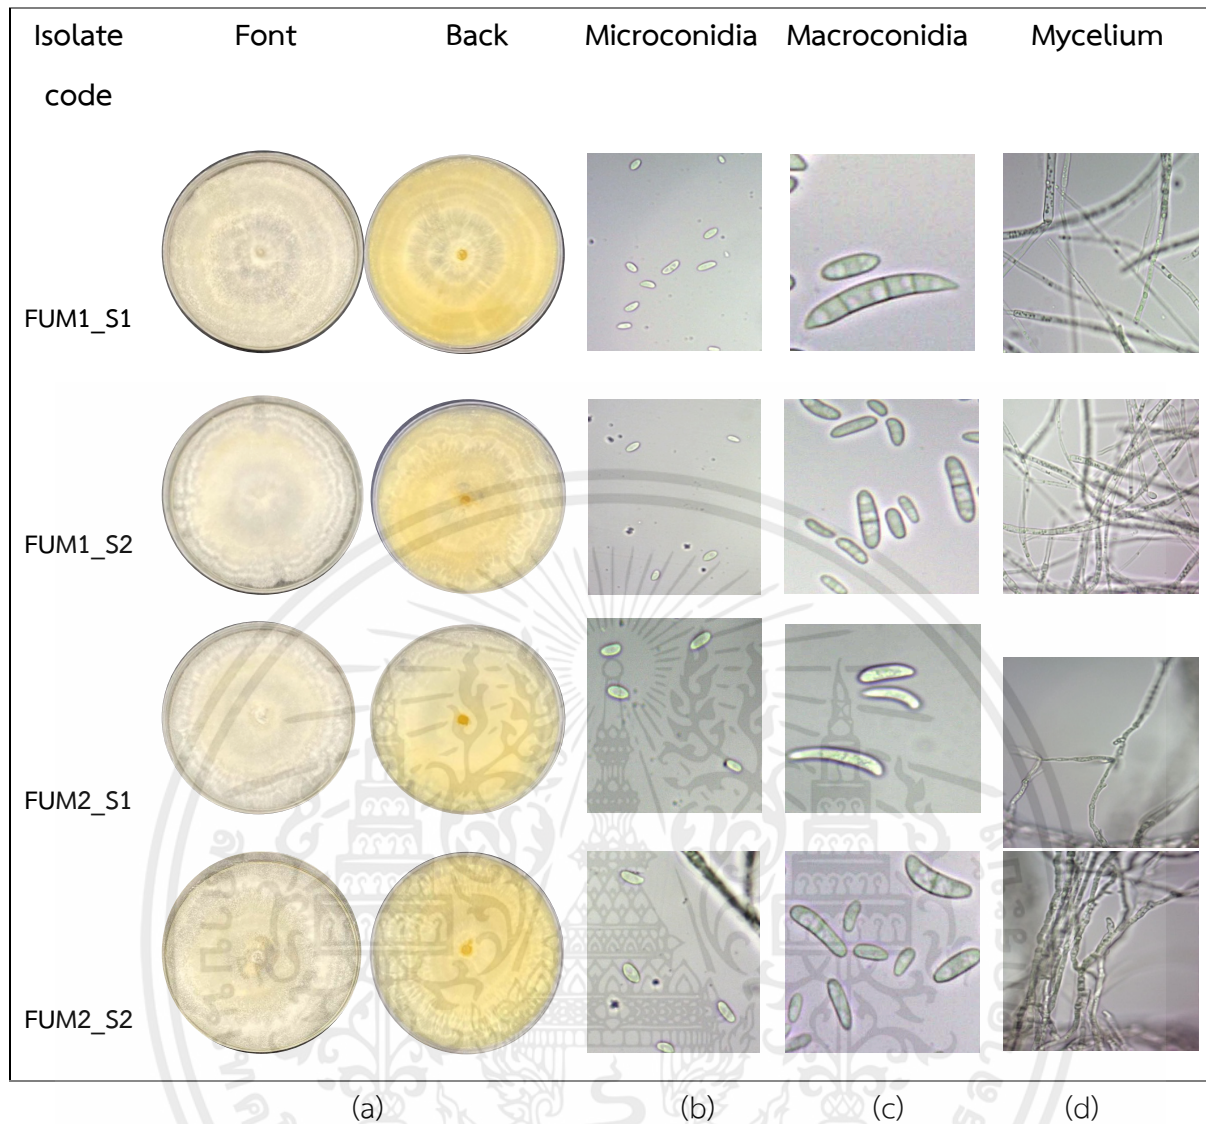 Isolate code Font Back Microconidia Macroconidia Mycelium
FUM1_S1
FUM1_S2
FUM2_S1
FUM2_S2
(a) (b) (c) (d)